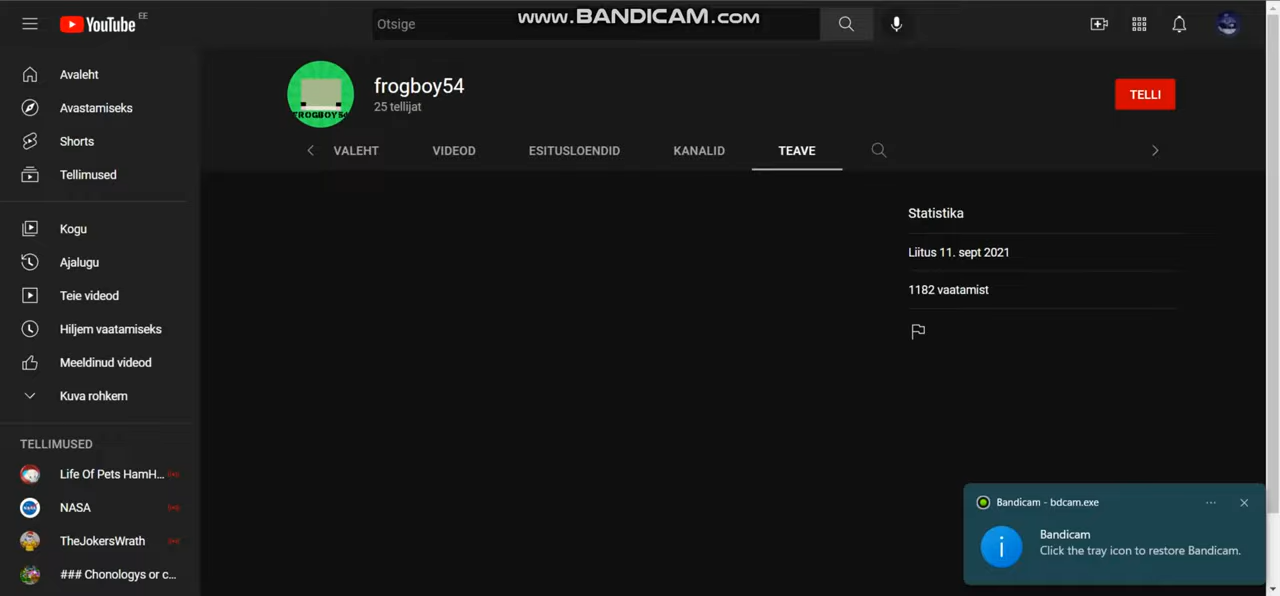 YouTube EE
Otsige
www.BANDICAM.com
Avaleht
Avastamiseks
Shorts
Tellimused
Kogu
Ajalugu
Teie videod
Hiljem vaatamiseks
Meeldinud videod
Kuva rohkem
TELLIMUSED
Life Of Pets HamH...
NASA
TheJokersWrath
### Chonologys or c...
FROGBOY54
frogboy54
25 tellijat
TELLI
VALEHT VIDEOD ESITUSLOENDID KANALID TEAVE
Statistika
Liitus 11. sept 2021
1182 vaatamist
Bandicam - bdcam.exe
Bandicam
Click the tray icon to restore Bandicam.